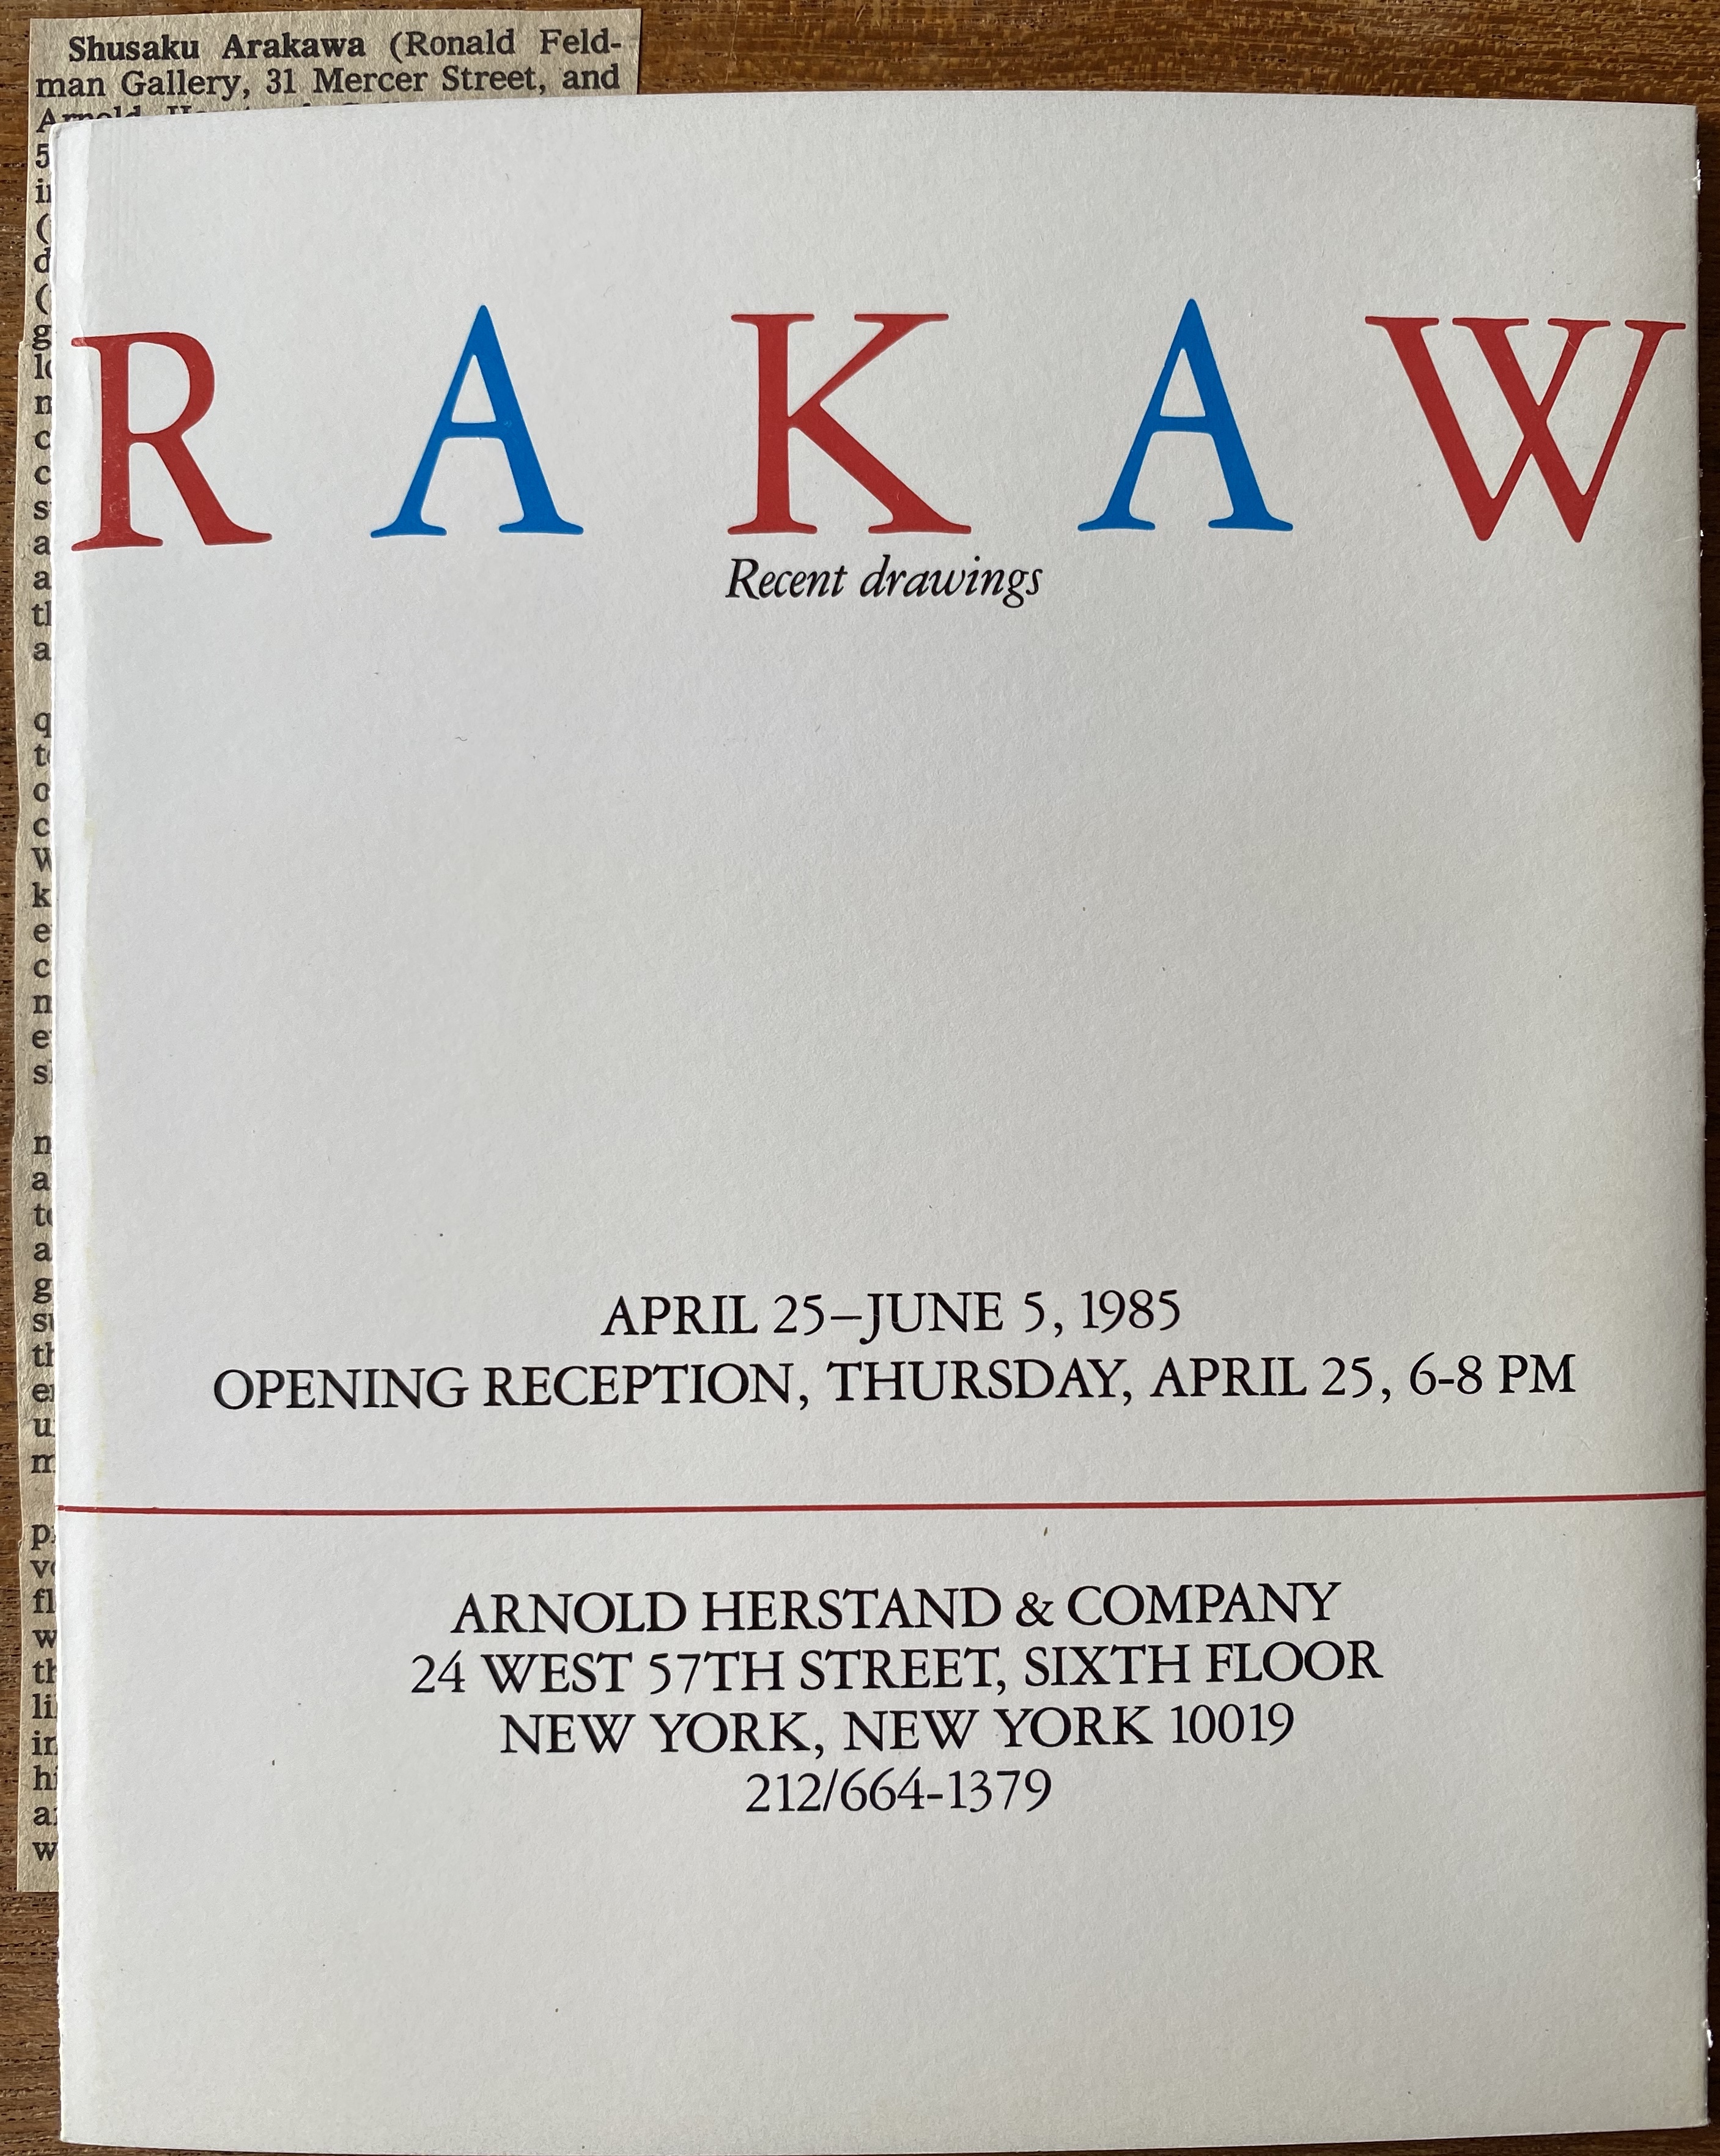 Shusaku Arakawa (Ronald Feld-
man Gallery, 31 Mercer Street, and
Arnold
R A K A W
Recent drawings
APRIL 25–JUNE 5, 1985
OPENING RECEPTION, THURSDAY, APRIL 25, 6-8 PM
ARNOLD HERSTAND & COMPANY
24 WEST 57TH STREET, SIXTH FLOOR
NEW YORK, NEW YORK 10019
212/664-1379